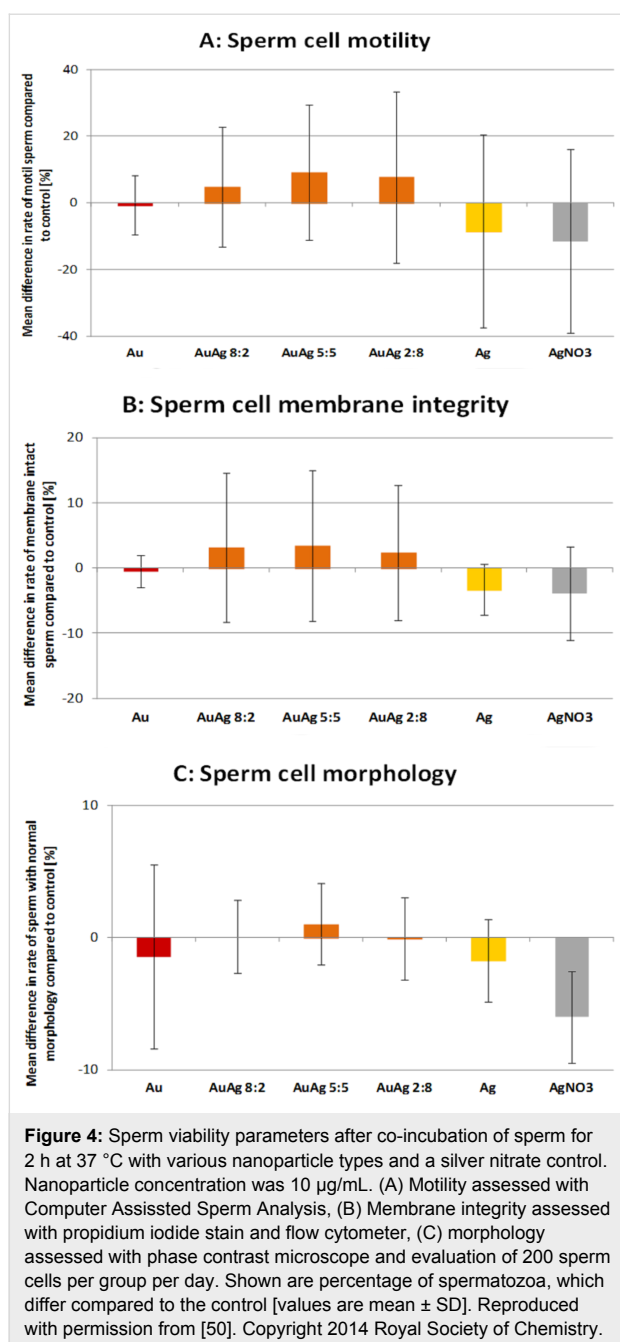 A: Sperm cell motility
Mean difference in rate of motil sperm compared
to control [%]
40
20
0
-20
-40
Au AuAg 8:2 AuAg 5:5 AuAg 2:8 Ag AgNO3
B: Sperm cell membrane integrity
Mean difference in rate of membrane intact
sperm compared to control [%]
20
10
0
-10
-20
Au AuAg 8:2 AuAg 5:5 AuAg 2:8 Ag AgNO3
C: Sperm cell morphology
Mean difference in rate of sperm with normal
morphology compared to control [%]
10
0
-10
Au AuAg 8:2 AuAg 5:5 AuAg 2:8 Ag AgNO3
Figure 4: Sperm viability parameters after co-incubation of sperm for
2 h at 37 °C with various nanoparticle types and a silver nitrate control.
Nanoparticle concentration was 10 µg/mL. (A) Motility assessed with
Computer Assissted Sperm Analysis, (B) Membrane integrity assessed
with propidium iodide stain and flow cytometer, (C) morphology
assessed with phase contrast microscope and evaluation of 200 sperm
cells per group per day. Shown are percentage of spermatozoa, which
differ compared to the control [values are mean ± SD]. Reproduced
with permission from [50]. Copyright 2014 Royal Society of Chemistry.